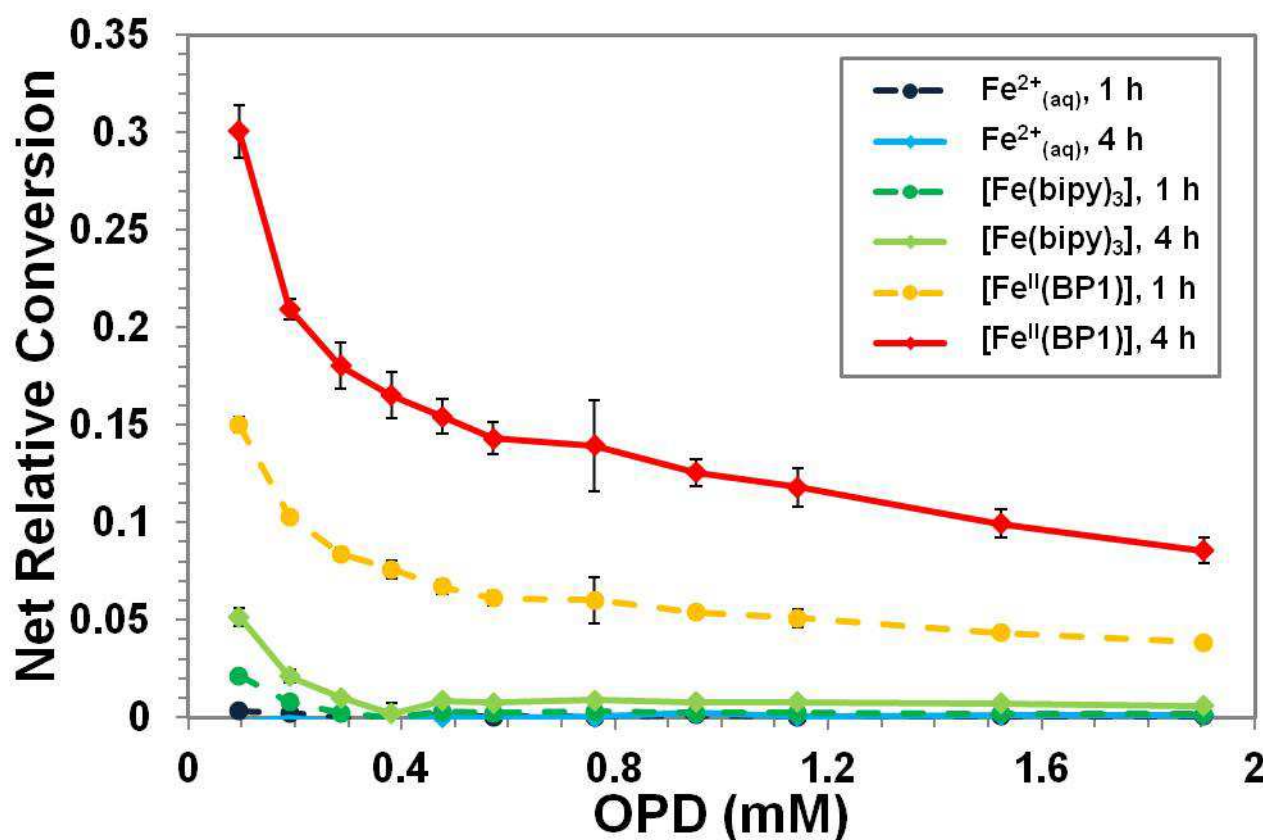 Net Relative Conversion
0.35
0.3
0.25
0.2
0.15
0.1
0.05
0
Fe²⁺(aq), 1 h
Fe²⁺(aq), 4 h
[Fe(bipy)₃], 1 h
[Fe(bipy)₃], 4 h
[Feᴵᴵ(BP1)], 1 h
[Feᴵᴵ(BP1)], 4 h
0 0.4 0.8 1.2 1.6 2
OPD (mM)